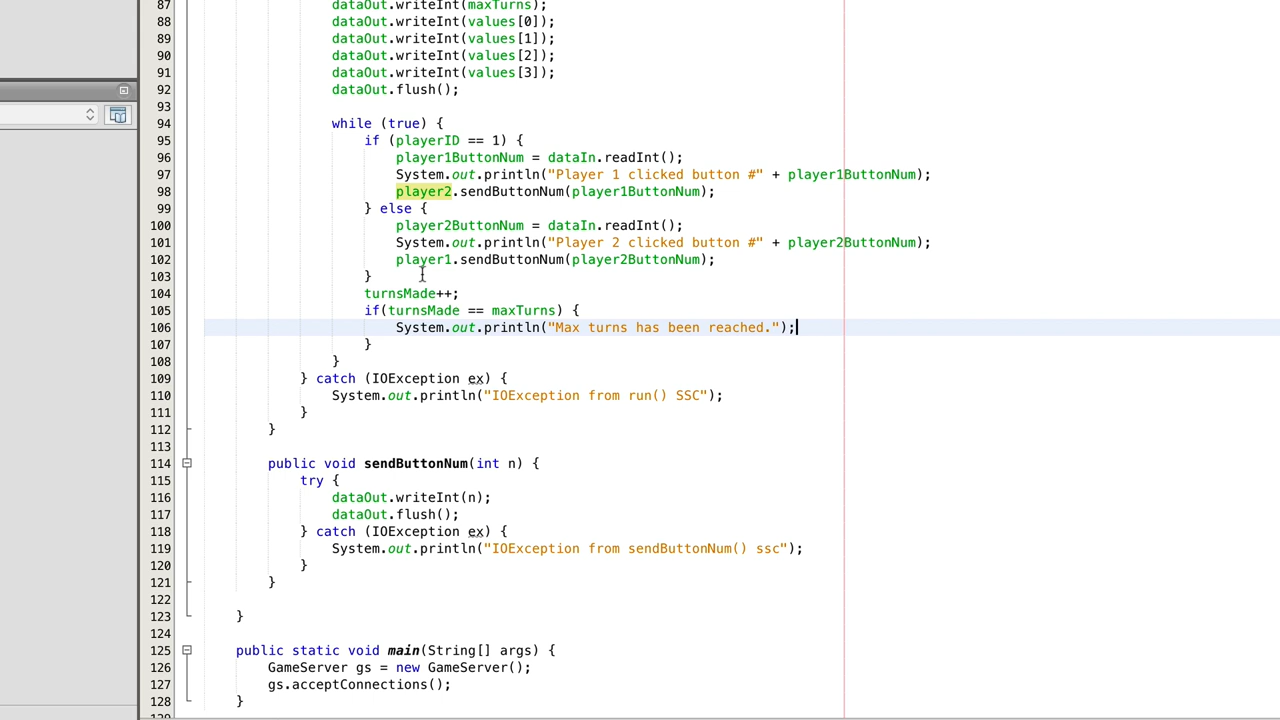 87 dataOut.writeInt(maxTurns);
88 dataOut.writeInt(values[0]);
89 dataOut.writeInt(values[1]);
90 dataOut.writeInt(values[2]);
91 dataOut.writeInt(values[3]);
92 dataOut.flush();
93
94 while (true) {
95 if (playerID == 1) {
96 player1ButtonNum = dataIn.readInt();
97 System.out.println("Player 1 clicked button #" + player1ButtonNum);
98 player2.sendButtonNum(player1ButtonNum);
99 } else {
100 player2ButtonNum = dataIn.readInt();
101 System.out.println("Player 2 clicked button #" + player2ButtonNum);
102 player1.sendButtonNum(player2ButtonNum);
103 }
104 turnsMade++;
105 if(turnsMade == maxTurns) {
106 System.out.println("Max turns has been reached.");
107 }
108 }
109 } catch (IOException ex) {
110 System.out.println("IOException from run() SSC");
111 }
112 }
113
114 public void sendButtonNum(int n) {
115 try {
116 dataOut.writeInt(n);
117 dataOut.flush();
118 } catch (IOException ex) {
119 System.out.println("IOException from sendButtonNum() ssc");
120 }
121 }
122
123 }
124
125 public static void main(String[] args) {
126 GameServer gs = new GameServer();
127 gs.acceptConnections();
128 }
129